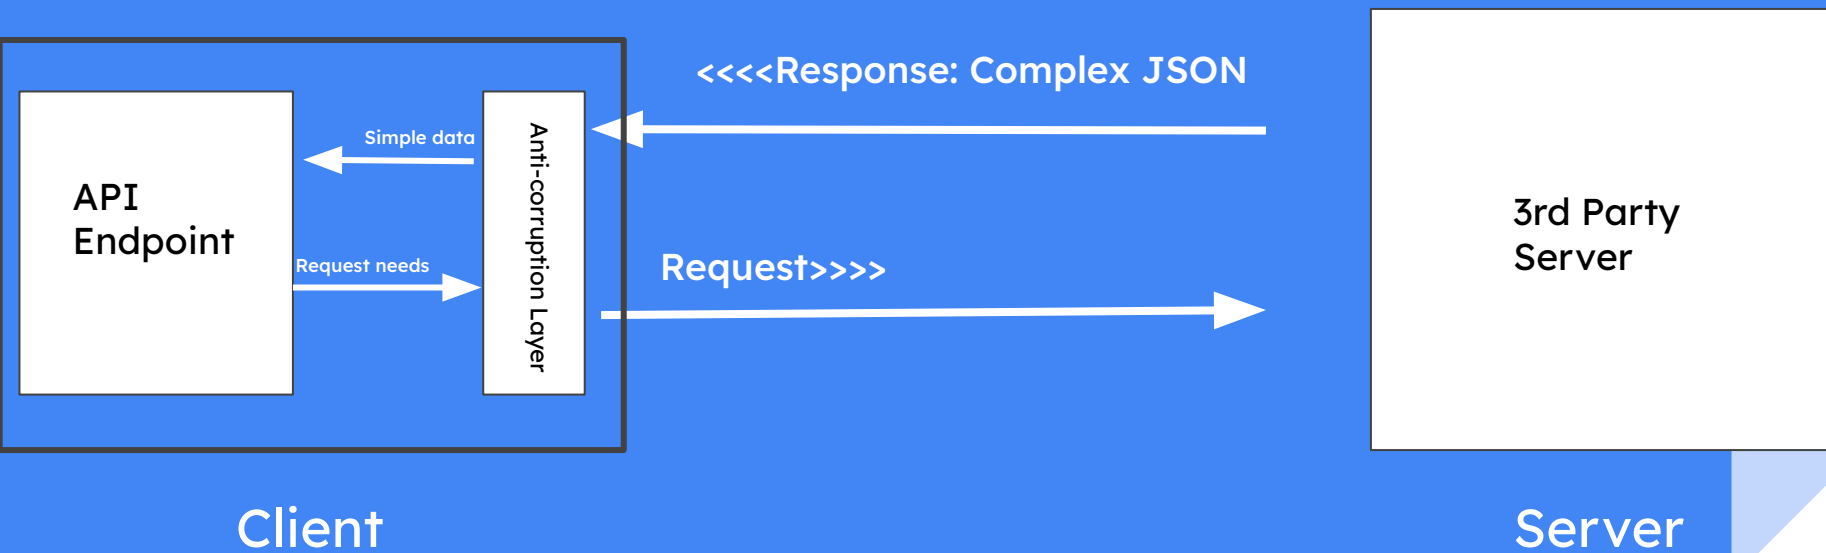 <<<<Response: Complex JSON
Simple data
API
Endpoint
Request needs
Anti-corruption Layer
Request>>>>
3rd Party
Server
Client
Server